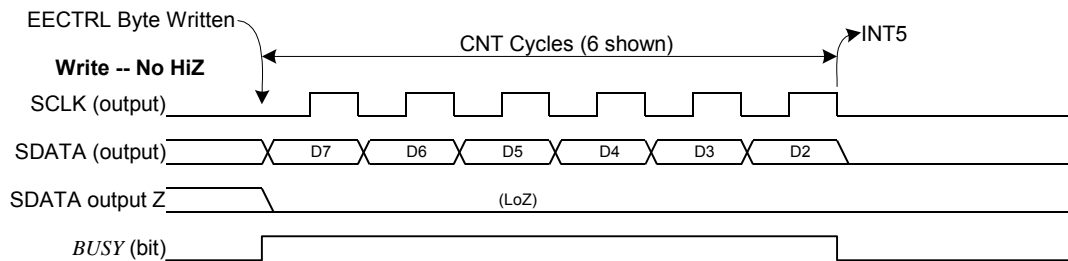 EECTRL Byte Written
INT5
CNT Cycles (6 shown)
Write -- No HiZ
SCLK (output)
SDATA (output)
D7 D6 D5 D4 D3 D2
SDATA output Z
(LoZ)
BUSY (bit)